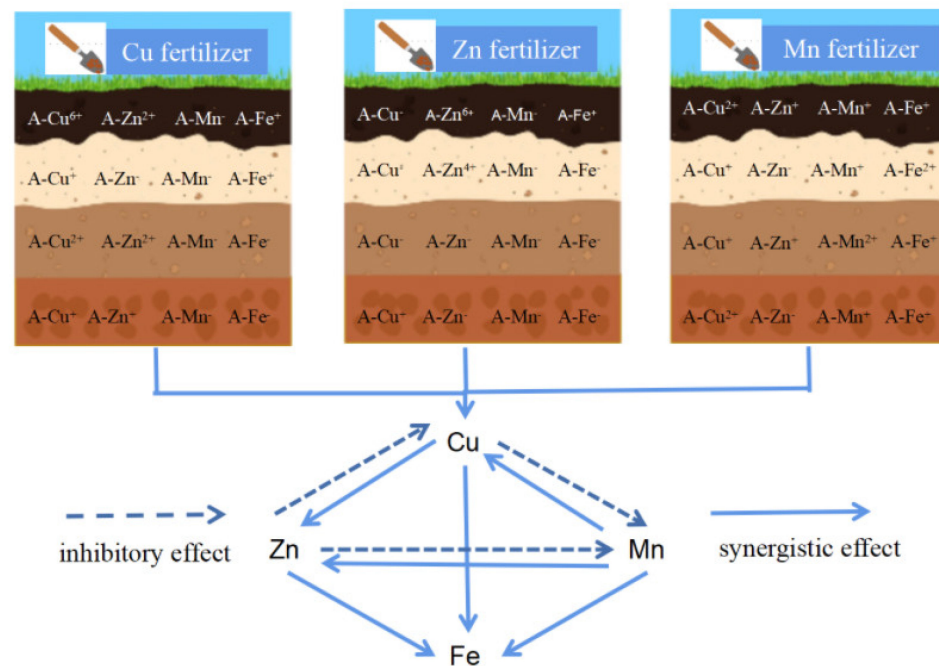 Cu fertilizer
A-Cu⁶⁺ A-Zn²⁺ A-Mn⁻ A-Fe⁺
A-Cu⁺ A-Zn⁻ A-Mn⁻ A-Fe⁺
A-Cu²⁺ A-Zn²⁺ A-Mn⁻ A-Fe⁻
A-Cu⁺ A-Zn⁺ A-Mn⁻ A-Fe⁻
Zn fertilizer
A-Cu⁻ A-Zn⁶⁺ A-Mn⁻ A-Fe⁺
A-Zn⁴⁺ A-Mn⁻ A-Fe⁻
A-Cu⁻ A-Zn⁻ A-Mn⁻ A-Fe⁻
A-Cu⁺ A-Zn⁻ A-Mn⁻ A-Fe⁻
Mn fertilizer
A-Cu²⁺ A-Zn⁺ A-Mn⁺ A-Fe⁺
A-Cu⁺ A-Zn⁻ A-Mn⁺ A-Fe²⁺
A-Cu⁺ A-Zn⁺ A-Mn²⁺ A-Fe⁺
A-Cu²⁺ A-Zn⁻ A-Mn⁺ A-Fe⁺
Cu
inhibitory effect
Zn
Mn
synergistic effect
Fe